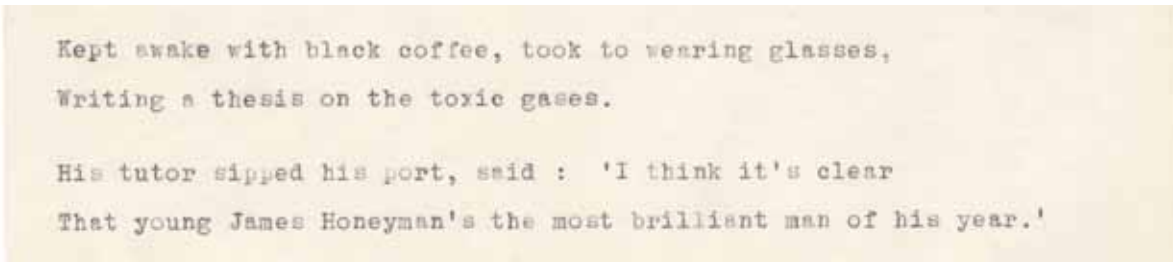 Kept awake with black coffee, took to wearing glasses,
Writing a thesis on the toxic gases.
His tutor sipped his port, said : 'I think it's clear
That young James Honeyman's the most brilliant man of his year.'